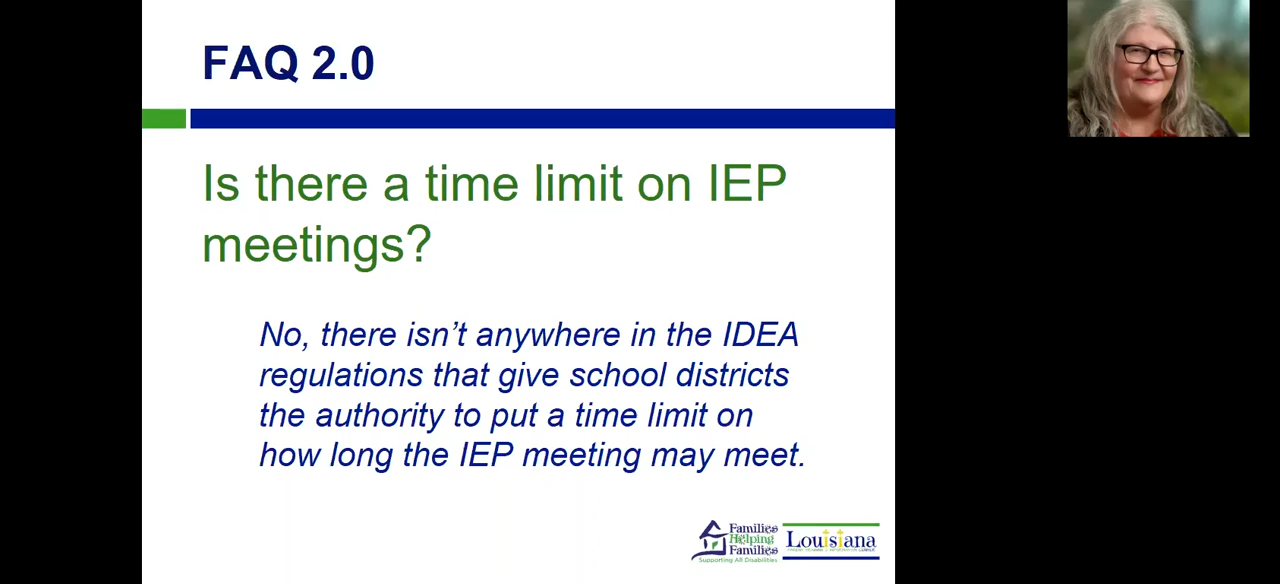 FAQ 2.0
Is there a time limit on IEP
meetings?
No, there isn't anywhere in the IDEA
regulations that give school districts
the authority to put a time limit on
how long the IEP meeting may meet.
Families
Helping
Families
Supporting All Disabilities
Louisiana